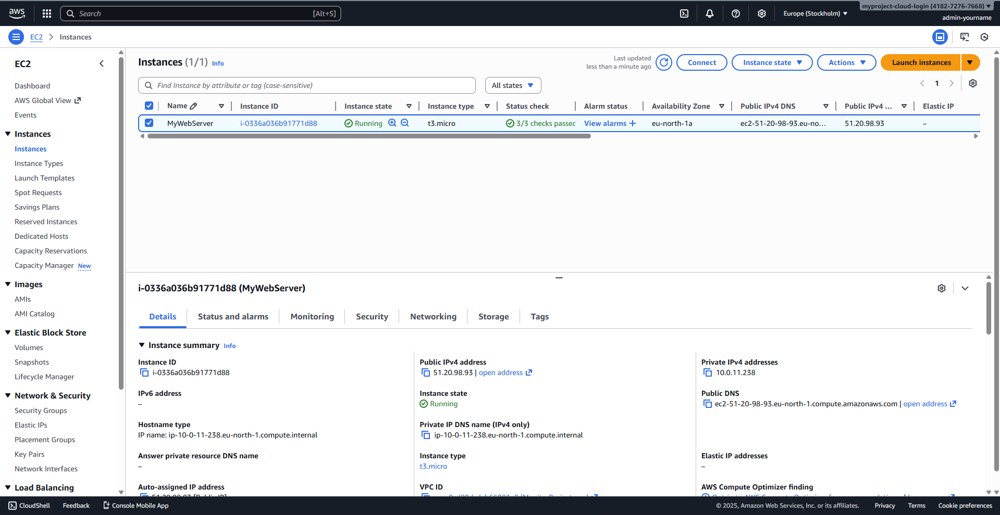 aws
Search [Alt+S]
Europe (Stockholm)
myproject-cloud-login (4182-7276-7668)
admin-yourname
EC2 Instances
EC2
Dashboard
AWS Global View
Events
Instances
Instances
Instance Types
Launch Templates
Spot Requests
Savings Plans
Reserved Instances
Dedicated Hosts
Capacity Reservations
Capacity Manager New
Images
AMIs
AMI Catalog
Elastic Block Store
Volumes
Snapshots
Lifecycle Manager
Network & Security
Security Groups
Elastic IPs
Placement Groups
Key Pairs
Network Interfaces
Load Balancing
Instances (1/1) Info
Last updated
less than a minute ago
Connect
Instance state
Actions
Launch instances
Find Instance by attribute or tag (case-sensitive)
All states
1
Name Instance ID Instance state Instance type Status check Alarm status Availability Zone Public IPv4 DNS Public IPv4 ... Elastic IP
MyWebServer i-0336a036b91771d88 Running t3.micro 3/3 checks passed View alarms + eu-north-1a ec2-51-20-98-93.eu-no... 51.20.98.93 –
i-0336a036b91771d88 (MyWebServer)
Details Status and alarms Monitoring Security Networking Storage Tags
Instance summary Info
Instance ID
i-0336a036b91771d88
Public IPv4 address
51.20.98.93 | open address
Private IPv4 addresses
10.0.11.238
IPv6 address
–
Instance state
Running
Public DNS
ec2-51-20-98-93.eu-north-1.compute.amazonaws.com | open address
Hostname type
IP name: ip-10-0-11-238.eu-north-1.compute.internal
Private IP DNS name (IPv4 only)
ip-10-0-11-238.eu-north-1.compute.internal
Answer private resource DNS name
–
Instance type
t3.micro
Elastic IP addresses
–
Auto-assigned IP address
51.20.98.93 [Public IP]
VPC ID
AWS Compute Optimizer finding
CloudShell Feedback Console Mobile App
© 2025, Amazon Web Services, Inc. or its affiliates. Privacy Terms Cookie preferences